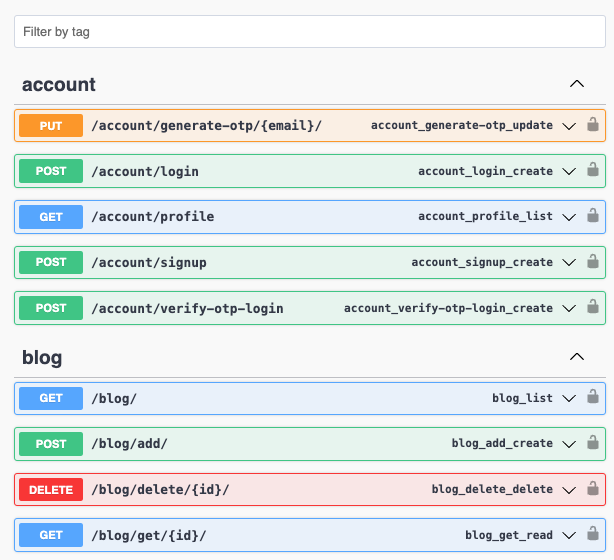 Filter by tag
account
PUT /account/generate-otp/{email}/ account_generate-otp_update
POST /account/login account_login_create
GET /account/profile account_profile_list
POST /account/signup account_signup_create
POST /account/verify-otp-login account_verify-otp-login_create
blog
GET /blog/ blog_list
POST /blog/add/ blog_add_create
DELETE /blog/delete/{id}/ blog_delete_delete
GET /blog/get/{id}/ blog_get_read